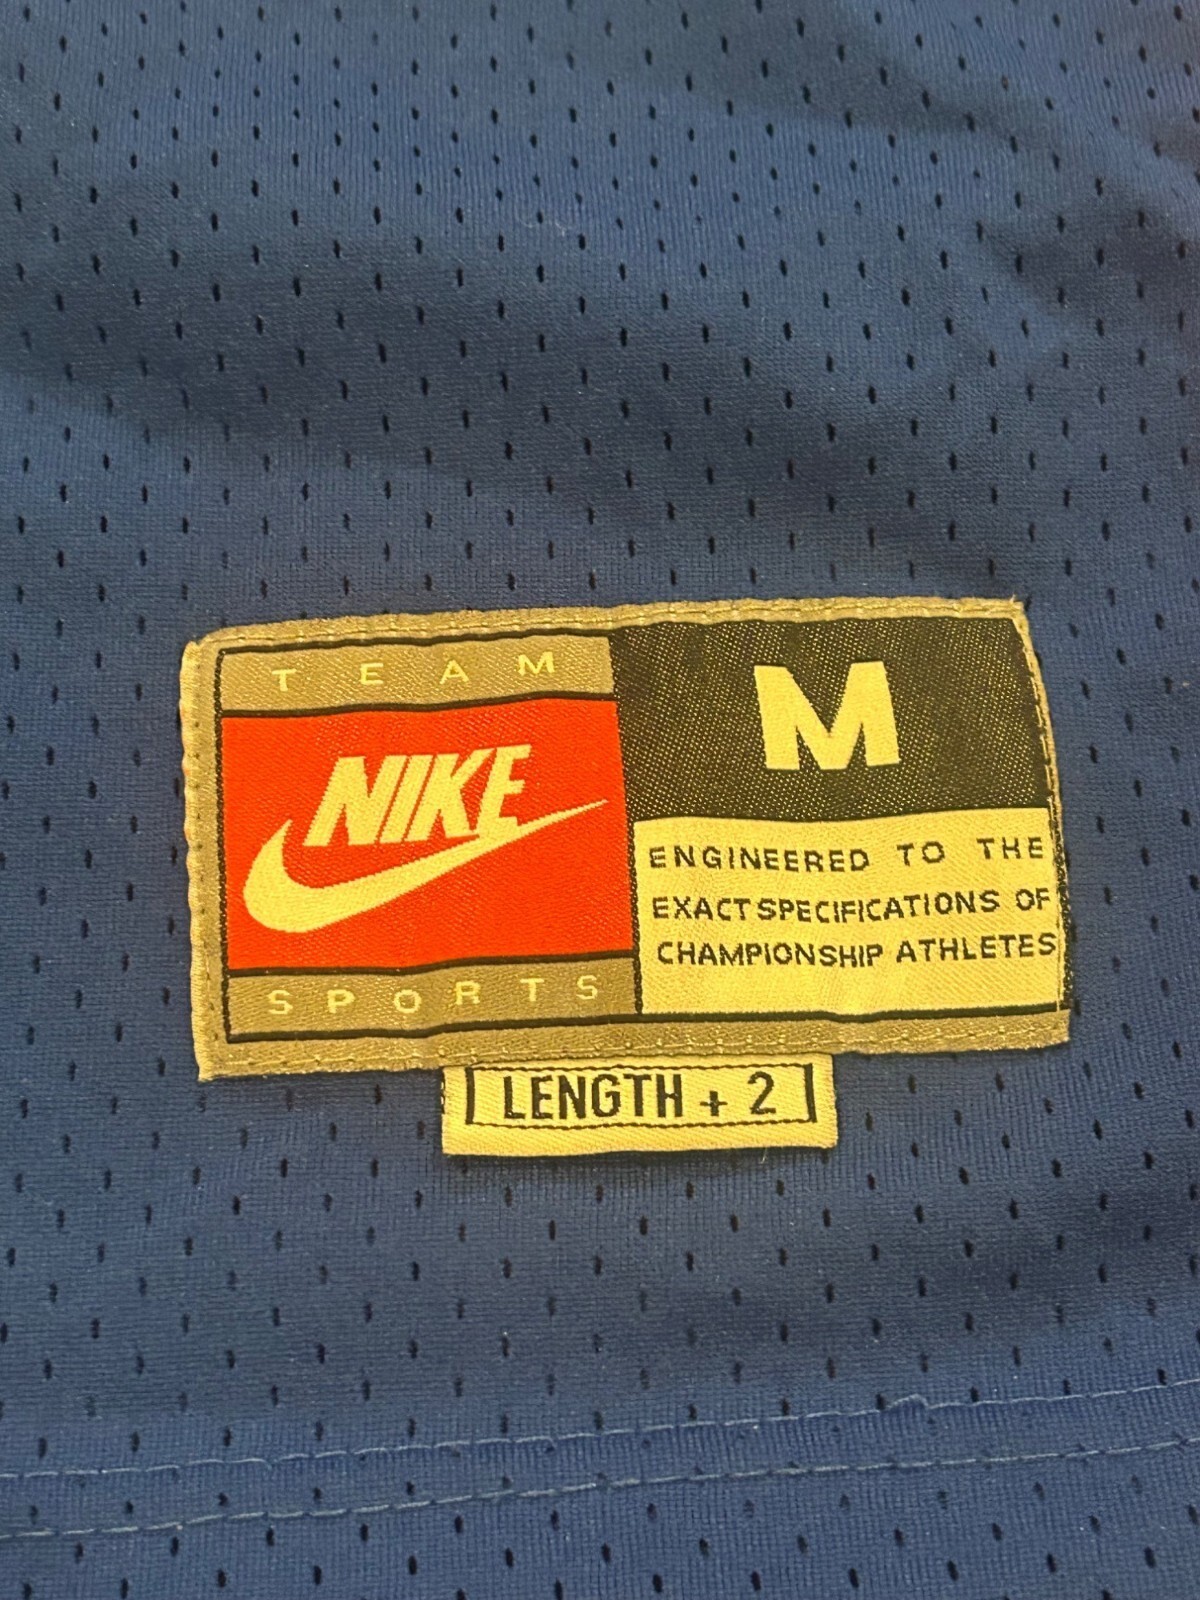 TEAM
NIKE
SPORTS
M
ENGINEERED TO THE
EXACT SPECIFICATIONS OF
CHAMPIONSHIP ATHLETES
LENGTH + 2